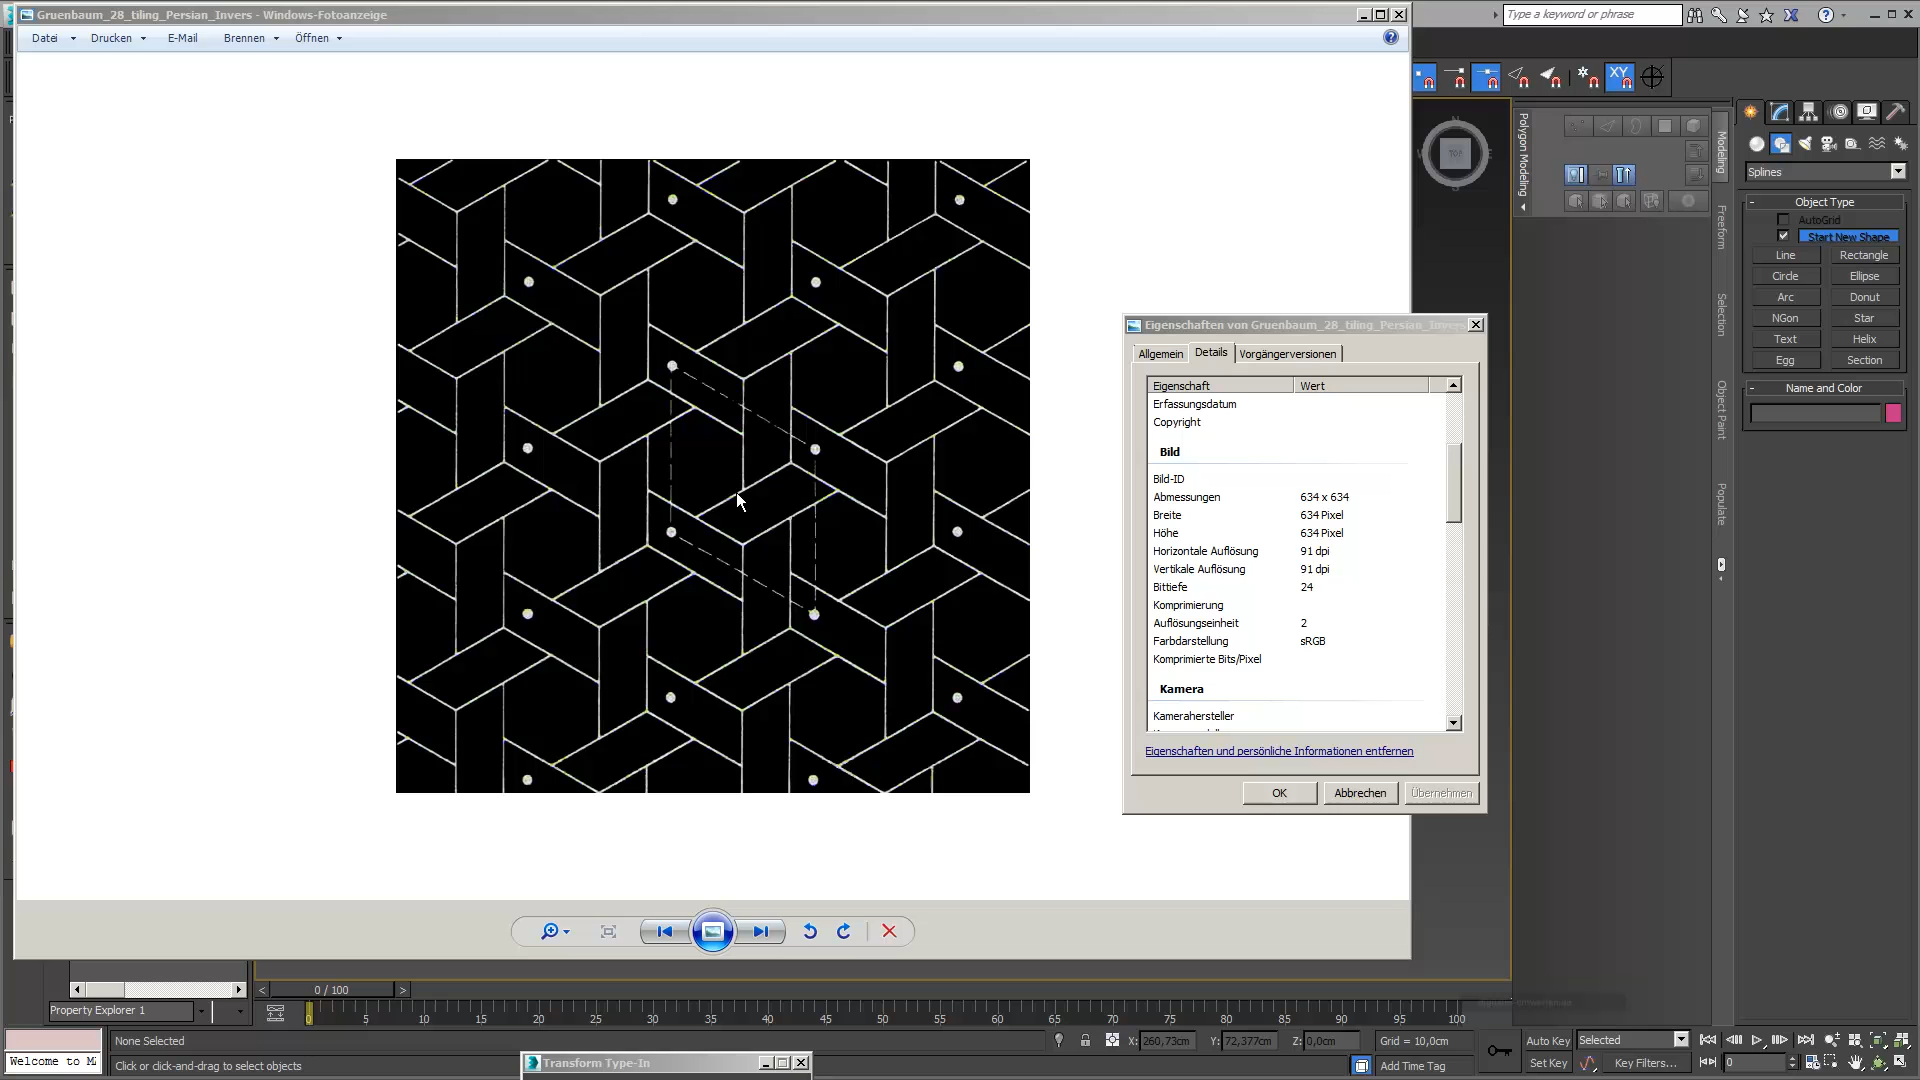 Gruenbaum_28_tiling_Persian_Invers - Windows-Fotoanzeige
Type a keyword or phrase
Datei Drucken E-Mail Brennen Öffnen
XY
TOP
Polygon Modeling
Modeling
Freeform
Selection
Object Paint
Populate
Splines
- Object Type
AutoGrid
Start New Shape
Line Rectangle
Circle Ellipse
Arc Donut
NGon Star
Text Helix
Egg Section
- Name and Color
Eigenschaften von Gruenbaum_28_tiling_Persian_Invers
Allgemein Details Vorgängerversionen
Eigenschaft Wert
Erfassungsdatum
Copyright
Bild
Bild-ID
Abmessungen 634 x 634
Breite 634 Pixel
Höhe 634 Pixel
Horizontale Auflösung 91 dpi
Vertikale Auflösung 91 dpi
Bittiefe 24
Komprimierung
Auflösungseinheit 2
Farbdarstellung sRGB
Komprimierte Bits/Pixel
Kamera
Kamerahersteller
Eigenschaften und persönliche Informationen entfernen
OK Abbrechen Übernehmen
< 0 / 100 >
Property Explorer 1
0 5 10 15 20 25 30 35 40 45 50 55 60 65 70 75 80 85 90 95 100
None Selected X: 260,73cm Y: 72,377cm Z: 0,0cm Grid = 10,0cm Auto Key Selected
Welcome to M Click or click-and-drag to select objects Transform Type-In Add Time Tag Set Key Key Filters... 0